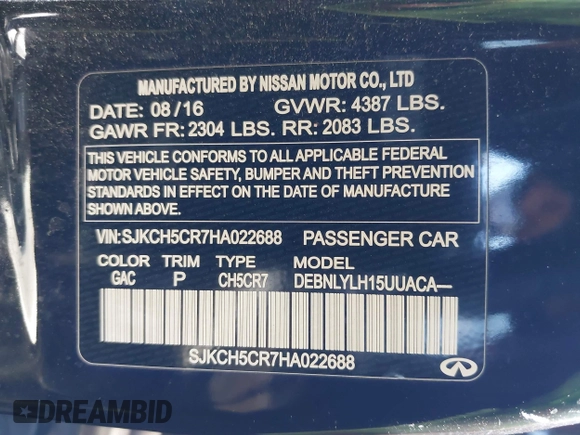 MANUFACTURED BY NISSAN MOTOR CO., LTD
DATE: 08/16 GVWR: 4387 LBS.
GAWR FR: 2304 LBS. RR: 2083 LBS.
THIS VEHICLE CONFORMS TO ALL APPLICABLE FEDERAL
MOTOR VEHICLE SAFETY, BUMPER AND THEFT PREVENTION
STANDARDS IN EFFECT ON THE DATE OF MANUFACTURE
SHOWN ABOVE.
VIN:SJKCH5CR7HA022688 PASSENGER CAR
COLOR TRIM TYPE MODEL
GAC P CH5CR7 DEBNLYLH15UUACA—
SJKCH5CR7HA022688
DREAMBID